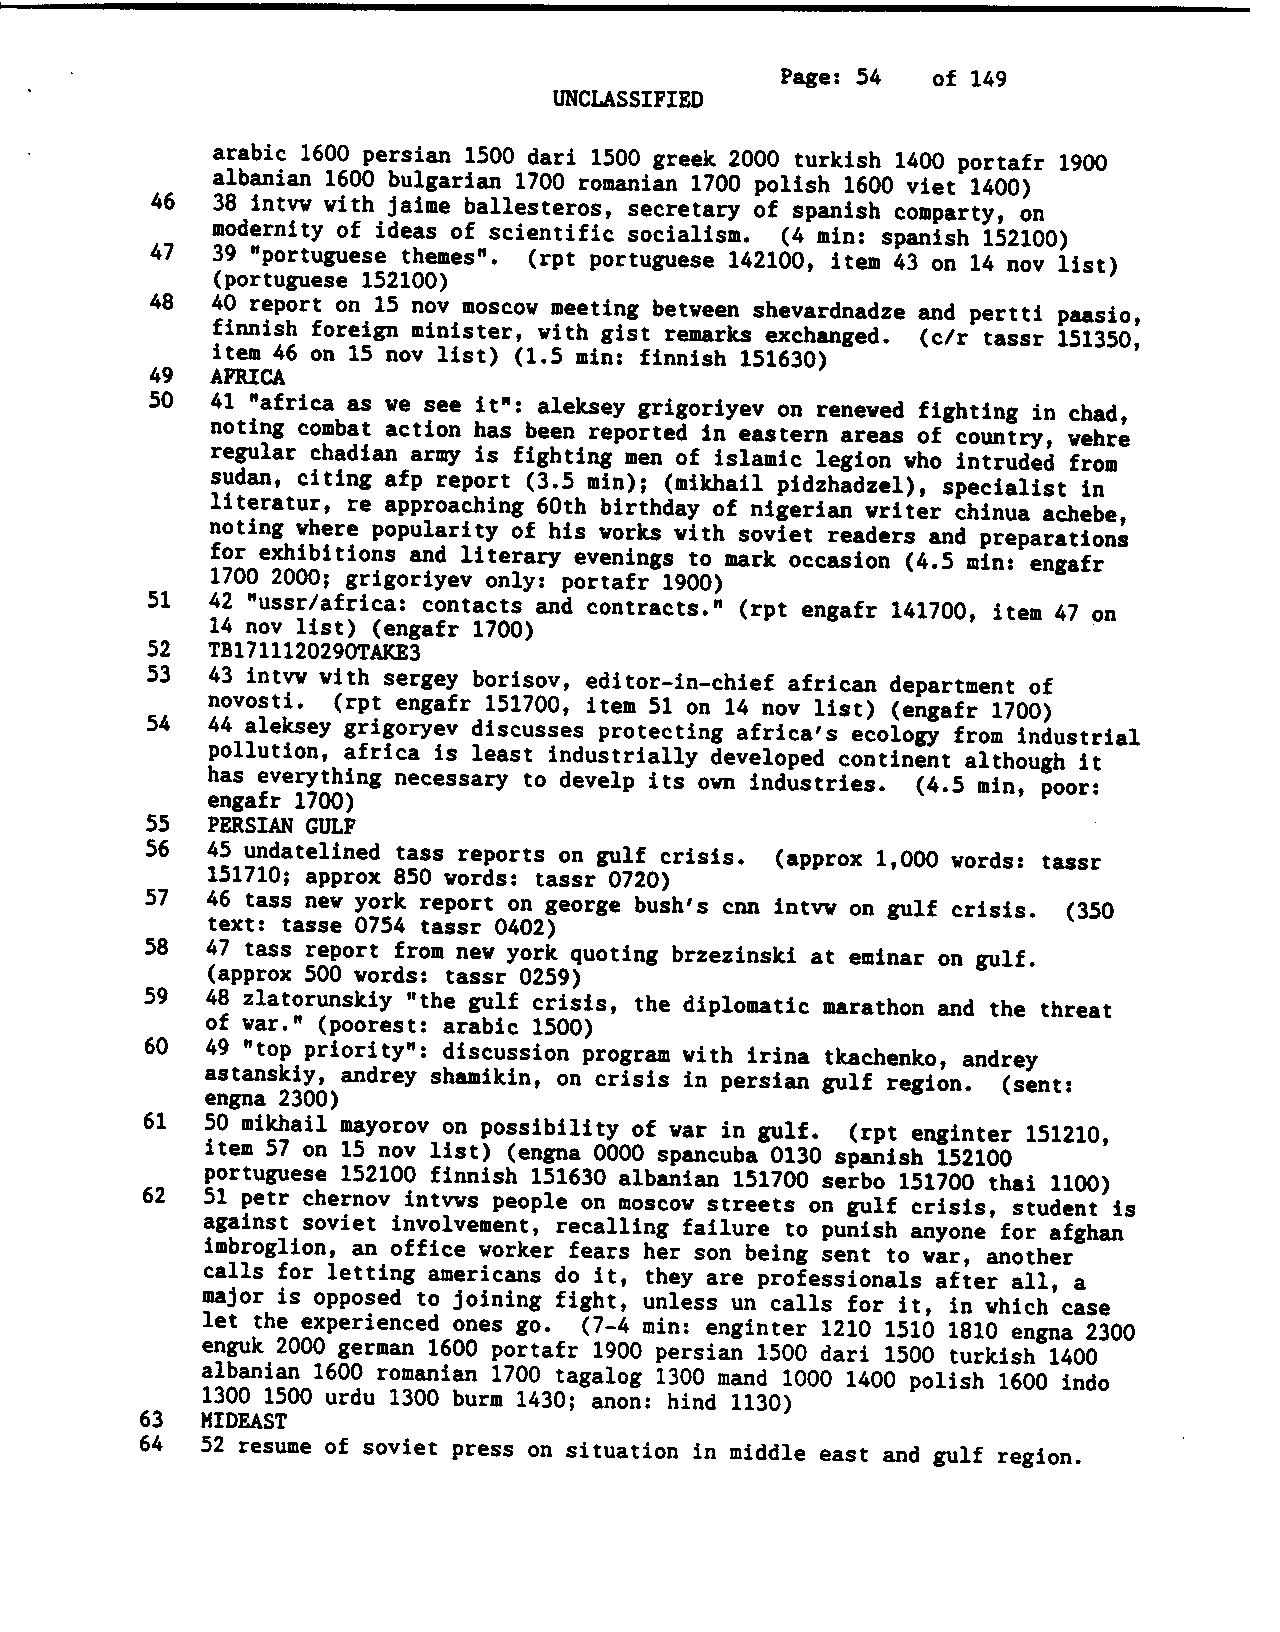 Page: 54 of 149
UNCLASSIFIED
arabic 1600 persian 1500 dari 1500 greek 2000 turkish 1400 portafr 1900
albanian 1600 bulgarian 1700 romanian 1700 polish 1600 viet 1400)
46 38 intvw with jaime ballesteros, secretary of spanish comparty, on
modernity of ideas of scientific socialism. (4 min: spanish 152100)
47 39 "portuguese themes". (rpt portuguese 142100, item 43 on 14 nov list)
(portuguese 152100)
48 40 report on 15 nov moscow meeting between shevardnadze and pertti paasio,
finnish foreign minister, with gist remarks exchanged. (c/r tassr 151350,
item 46 on 15 nov list) (1.5 min: finnish 151630)
49 AFRICA
50 41 "africa as we see it": aleksey grigoriyev on renewed fighting in chad,
noting combat action has been reported in eastern areas of country, wehre
regular chadian army is fighting men of islamic legion who intruded from
sudan, citing afp report (3.5 min); (mikhail pidzhadzel), specialist in
literatur, re approaching 60th birthday of nigerian writer chinua achebe,
noting where popularity of his works with soviet readers and preparations
for exhibitions and literary evenings to mark occasion (4.5 min: engafr
1700 2000; grigoriyev only: portafr 1900)
51 42 "ussr/africa: contacts and contracts." (rpt engafr 141700, item 47 on
14 nov list) (engafr 1700)
52 TB1711120290TAKE3
53 43 intvw with sergey borisov, editor-in-chief african department of
novosti. (rpt engafr 151700, item 51 on 14 nov list) (engafr 1700)
54 44 aleksey grigoryev discusses protecting africa's ecology from industrial
pollution, africa is least industrially developed continent although it
has everything necessary to develp its own industries. (4.5 min, poor:
engafr 1700)
55 PERSIAN GULF
56 45 undatelined tass reports on gulf crisis. (approx 1,000 words: tassr
151710; approx 850 words: tassr 0720)
57 46 tass new york report on george bush's cnn intvw on gulf crisis. (350
text: tasse 0754 tassr 0402)
58 47 tass report from new york quoting brzezinski at eminar on gulf.
(approx 500 words: tassr 0259)
59 48 zlatorunskiy "the gulf crisis, the diplomatic marathon and the threat
of war." (poorest: arabic 1500)
60 49 "top priority": discussion program with irina tkachenko, andrey
astanskiy, andrey shamikin, on crisis in persian gulf region. (sent:
engna 2300)
61 50 mikhail mayorov on possibility of war in gulf. (rpt enginter 151210,
item 57 on 15 nov list) (engna 0000 spancuba 0130 spanish 152100
portuguese 152100 finnish 151630 albanian 151700 serbo 151700 thai 1100)
62 51 petr chernov intvws people on moscow streets on gulf crisis, student is
against soviet involvement, recalling failure to punish anyone for afghan
imbroglion, an office worker fears her son being sent to war, another
calls for letting americans do it, they are professionals after all, a
major is opposed to joining fight, unless un calls for it, in which case
let the experienced ones go. (7-4 min: enginter 1210 1510 1810 engna 2300
enguk 2000 german 1600 portafr 1900 persian 1500 dari 1500 turkish 1400
albanian 1600 romanian 1700 tagalog 1300 mand 1000 1400 polish 1600 indo
1300 1500 urdu 1300 burm 1430; anon: hind 1130)
63 MIDEAST
64 52 resume of soviet press on situation in middle east and gulf region.